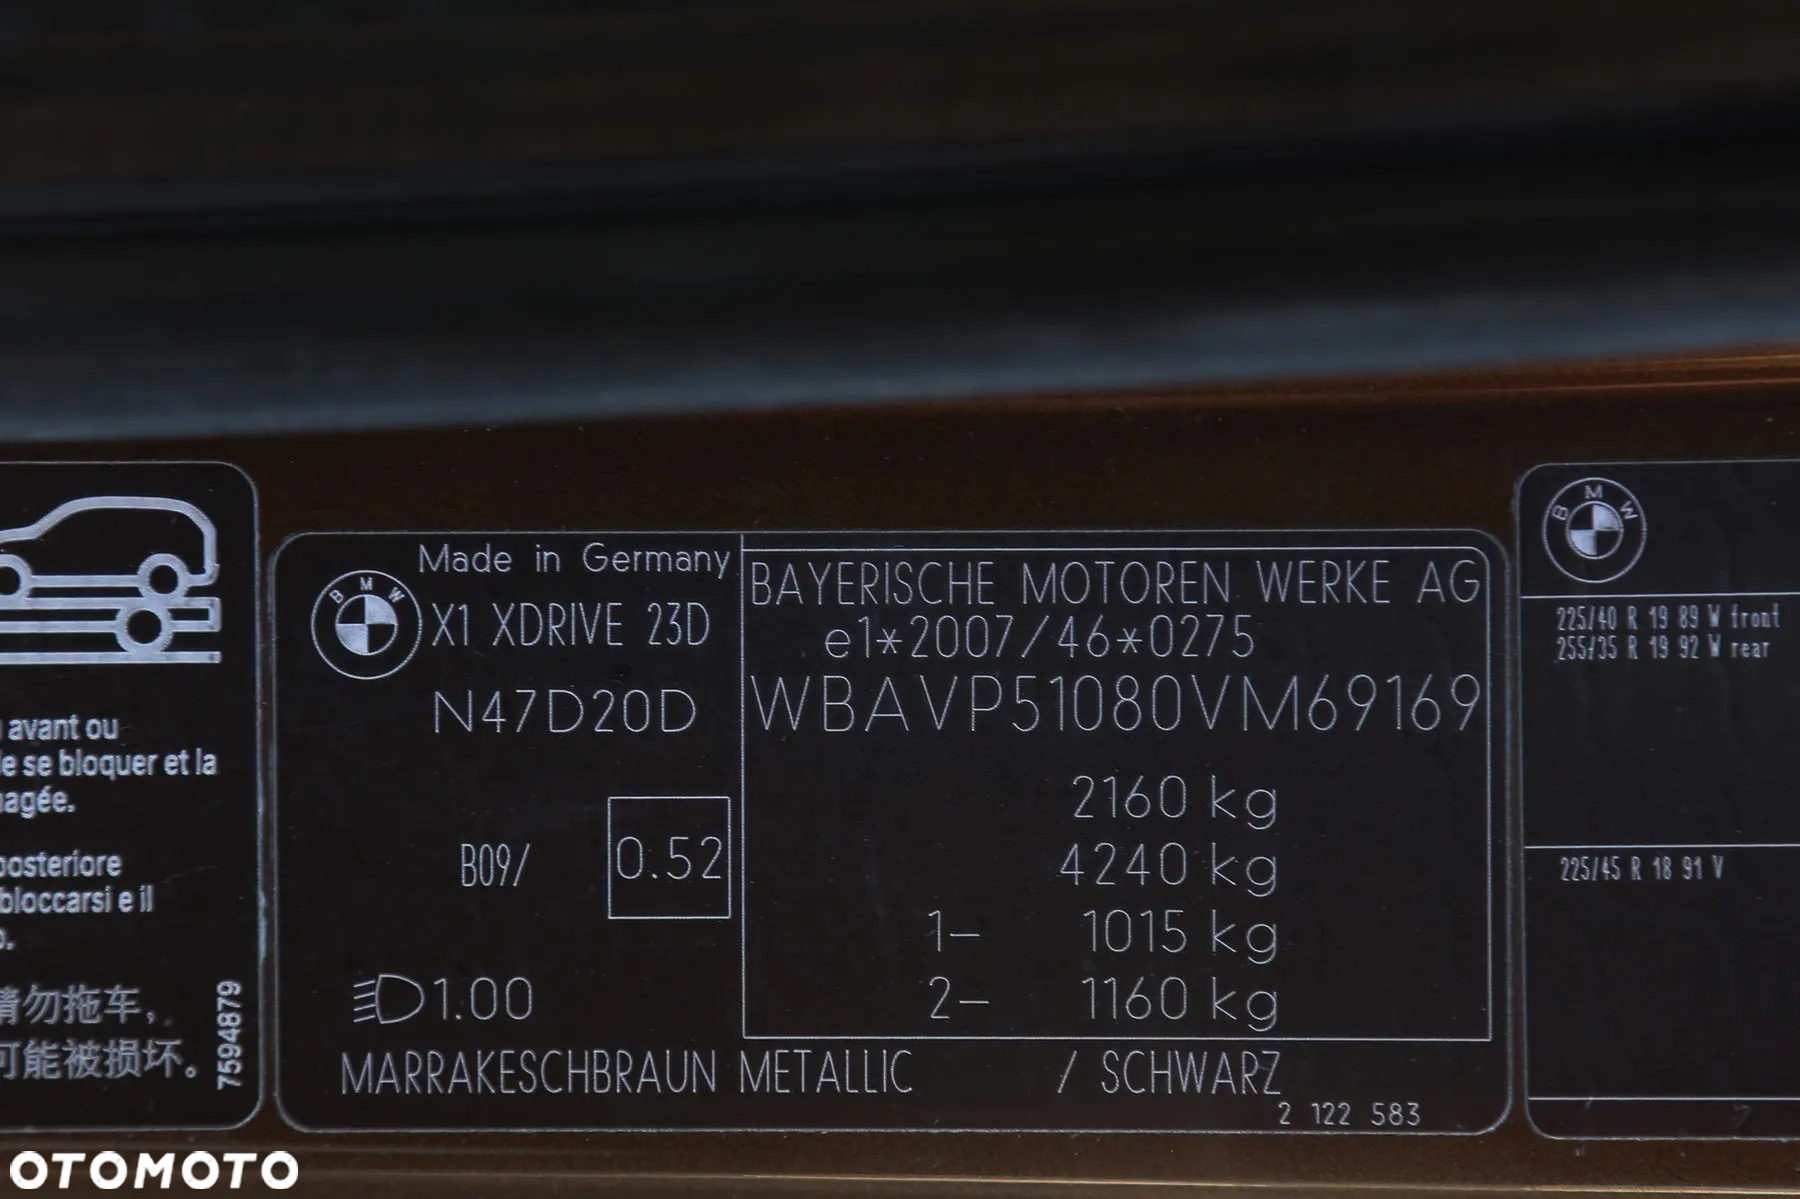 avant ou
se bloquer et la
posteriore
bloccarsi e il
请勿拖车，
可能被损坏。
7594879
BMW
Made in Germany
X1 XDRIVE 23D
N47D20D
B09/
0.52
1.00
BAYERISCHE MOTOREN WERKE AG
e1*2007/46*0275
WBAVP51080VM69169
2160 kg
4240 kg
1- 1015 kg
2- 1160 kg
MARRAKESCHBRAUN METALLIC / SCHWARZ
2 122 583
BMW
225/40 R 19 89 W front
255/35 R 19 92 W rear
225/45 R 18 91 V
OTOMOTO